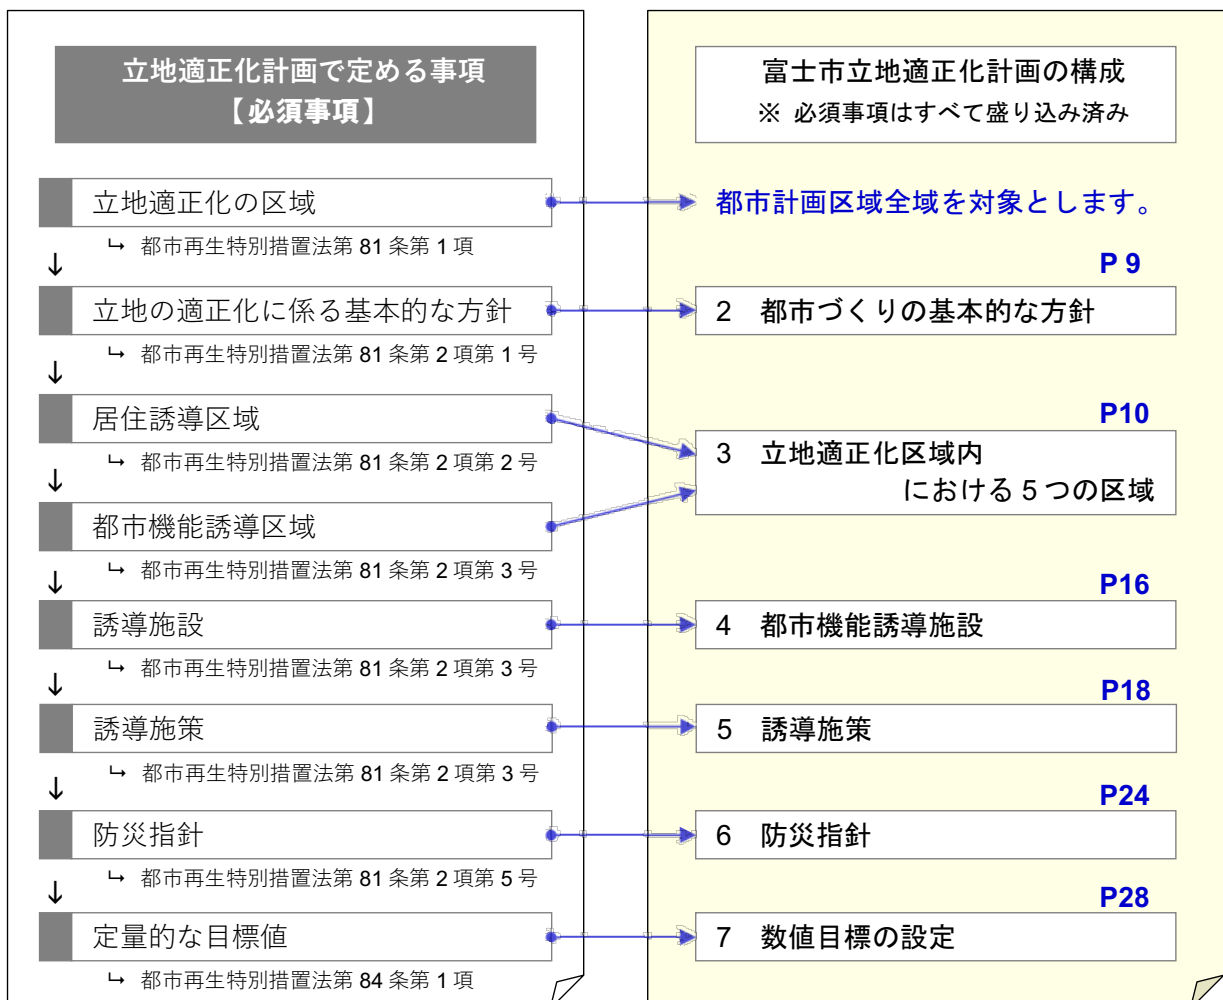 立地適正化計画で定める事項
【必須事項】
立地適正化の区域
↳ 都市再生特別措置法第 81 条第 1 項
↓
立地の適正化に係る基本的な方針
↳ 都市再生特別措置法第 81 条第 2 項第 1 号
↓
居住誘導区域
↳ 都市再生特別措置法第 81 条第 2 項第 2 号
↓
都市機能誘導区域
↳ 都市再生特別措置法第 81 条第 2 項第 3 号
↓
誘導施設
↳ 都市再生特別措置法第 81 条第 2 項第 3 号
↓
誘導施策
↳ 都市再生特別措置法第 81 条第 2 項第 3 号
↓
防災指針
↳ 都市再生特別措置法第 81 条第 2 項第 5 号
↓
定量的な目標値
↳ 都市再生特別措置法第 84 条第 1 項
富士市立地適正化計画の構成
※ 必須事項はすべて盛り込み済み
都市計画区域全域を対象とします。
P 9
2 都市づくりの基本的な方針
P10
3 立地適正化区域内
における 5 つの区域
P16
4 都市機能誘導施設
P18
5 誘導施策
P24
6 防災指針
P28
7 数値目標の設定